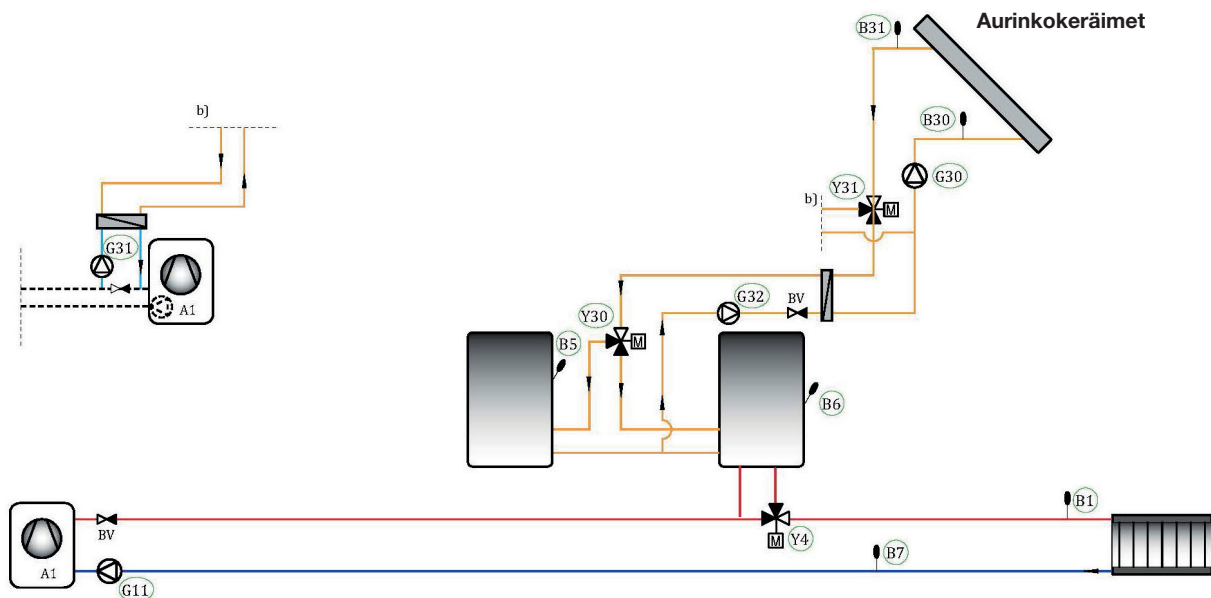 Aurinkokeräimet
B31
b)
B30
G30
Y31
b)
M
G31
A1
G32
BV
Y30
M
B5
B6
B1
BV
Y4
M
B7
A1
G11